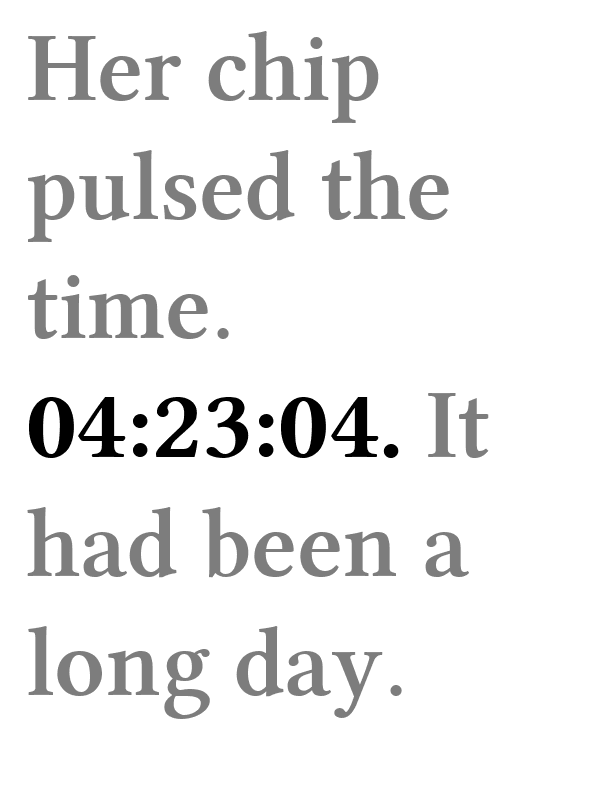 Her chip
pulsed the
time.
04:23:04. It
had been a
long day.